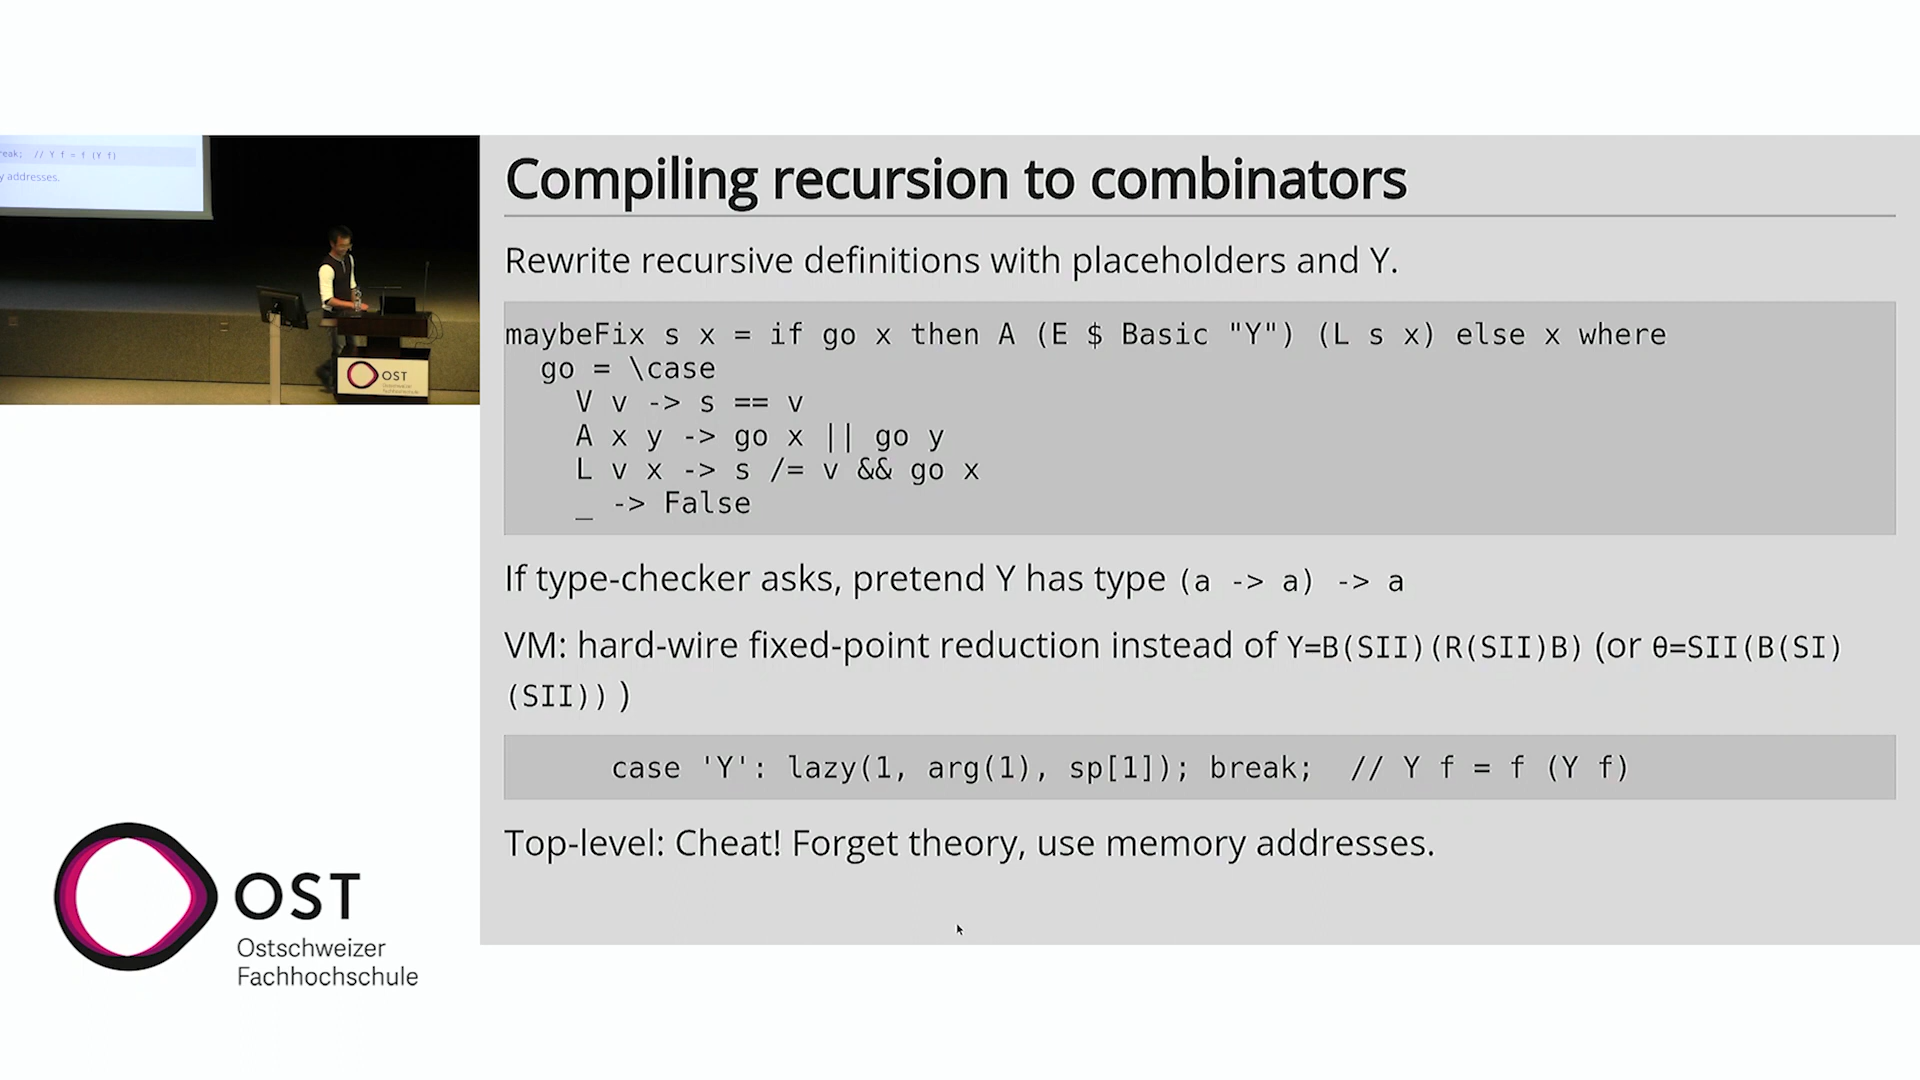 reak; // Y f = f (Y f)
y addresses.
OST
Compiling recursion to combinators
Rewrite recursive definitions with placeholders and Y.
maybeFix s x = if go x then A (E $ Basic "Y") (L s x) else x where
  go = \case
    V v -> s == v
    A x y -> go x || go y
    L v x -> s /= v && go x
    _ -> False
If type-checker asks, pretend Y has type (a -> a) -> a
VM: hard-wire fixed-point reduction instead of Y=B(SII)(R(SII)B) (or θ=SII(B(SI)
(SII)))
case 'Y': lazy(1, arg(1), sp[1]); break;  // Y f = f (Y f)
Top-level: Cheat! Forget theory, use memory addresses.
OST
Ostschweizer
Fachhochschule